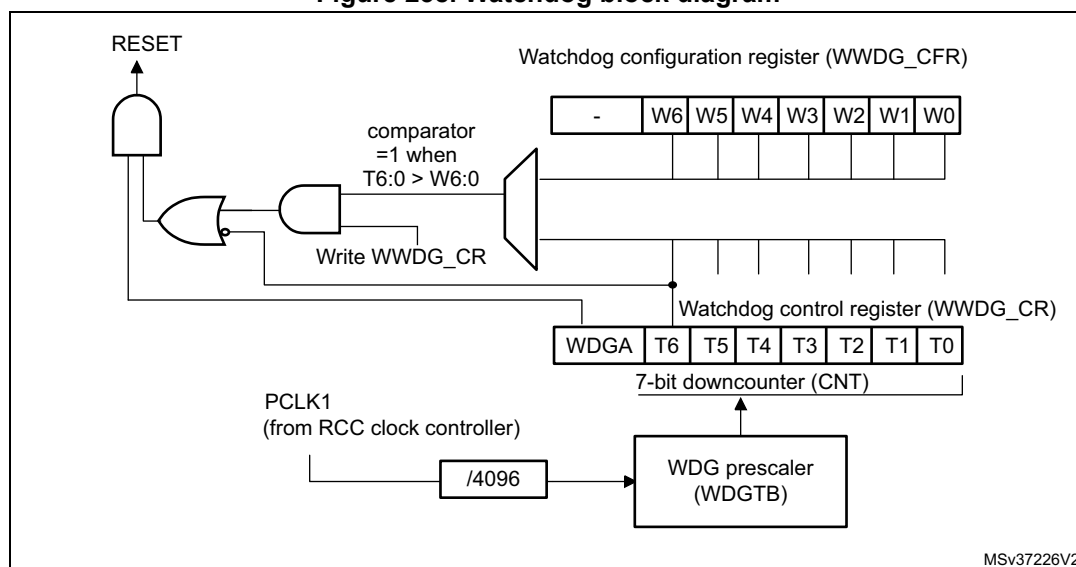 RESET
Watchdog configuration register (WWDG_CFR)
- W6 W5 W4 W3 W2 W1 W0
comparator
=1 when
T6:0 > W6:0
Write WWDG_CR
Watchdog control register (WWDG_CR)
WDGA T6 T5 T4 T3 T2 T1 T0
7-bit downcounter (CNT)
PCLK1
(from RCC clock controller)
/4096
WDG prescaler
(WDGTB)
MSv37226V2